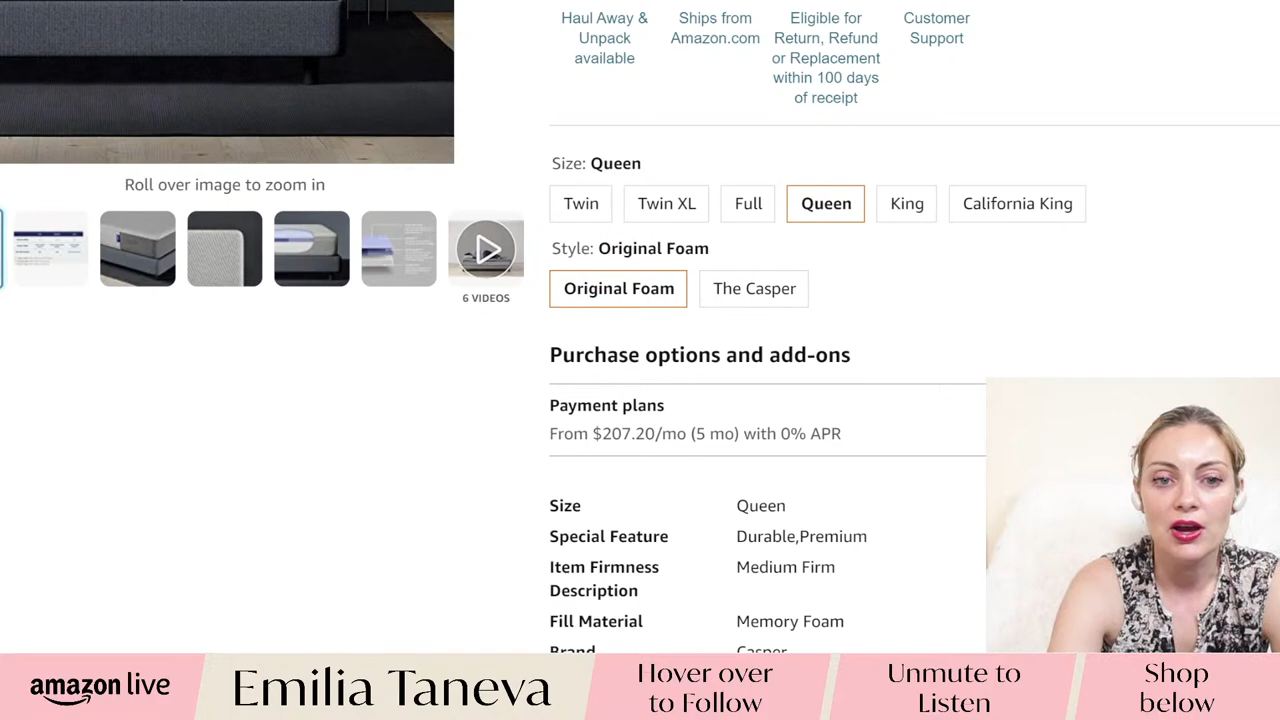 Haul Away &
Unpack
available
Ships from
Amazon.com
Eligible for
Return, Refund
or Replacement
within 100 days
of receipt
Customer
Support
Roll over image to zoom in
6 VIDEOS
Size: Queen
Twin
Twin XL
Full
Queen
King
California King
Style: Original Foam
Original Foam
The Casper
Purchase options and add-ons
Payment plans
From $207.20/mo (5 mo) with 0% APR
Size Queen
Special Feature Durable,Premium
Item Firmness Medium Firm
Description
Fill Material Memory Foam
Brand Casper
amazon live
Emilia Taneva
Hover over
to Follow
Unmute to
Listen
Shop
below